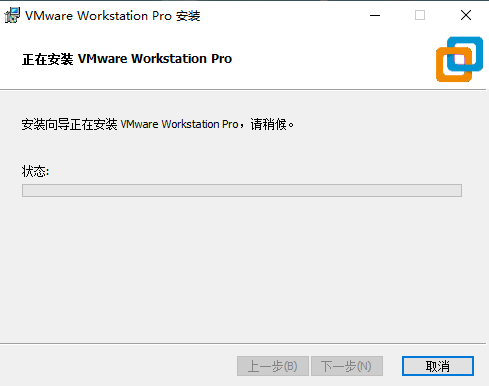 VMware Workstation Pro 安装
正在安装 VMware Workstation Pro
安装向导正在安装 VMware Workstation Pro，请稍候。
状态:
上一步(B) 下一步(N) 取消